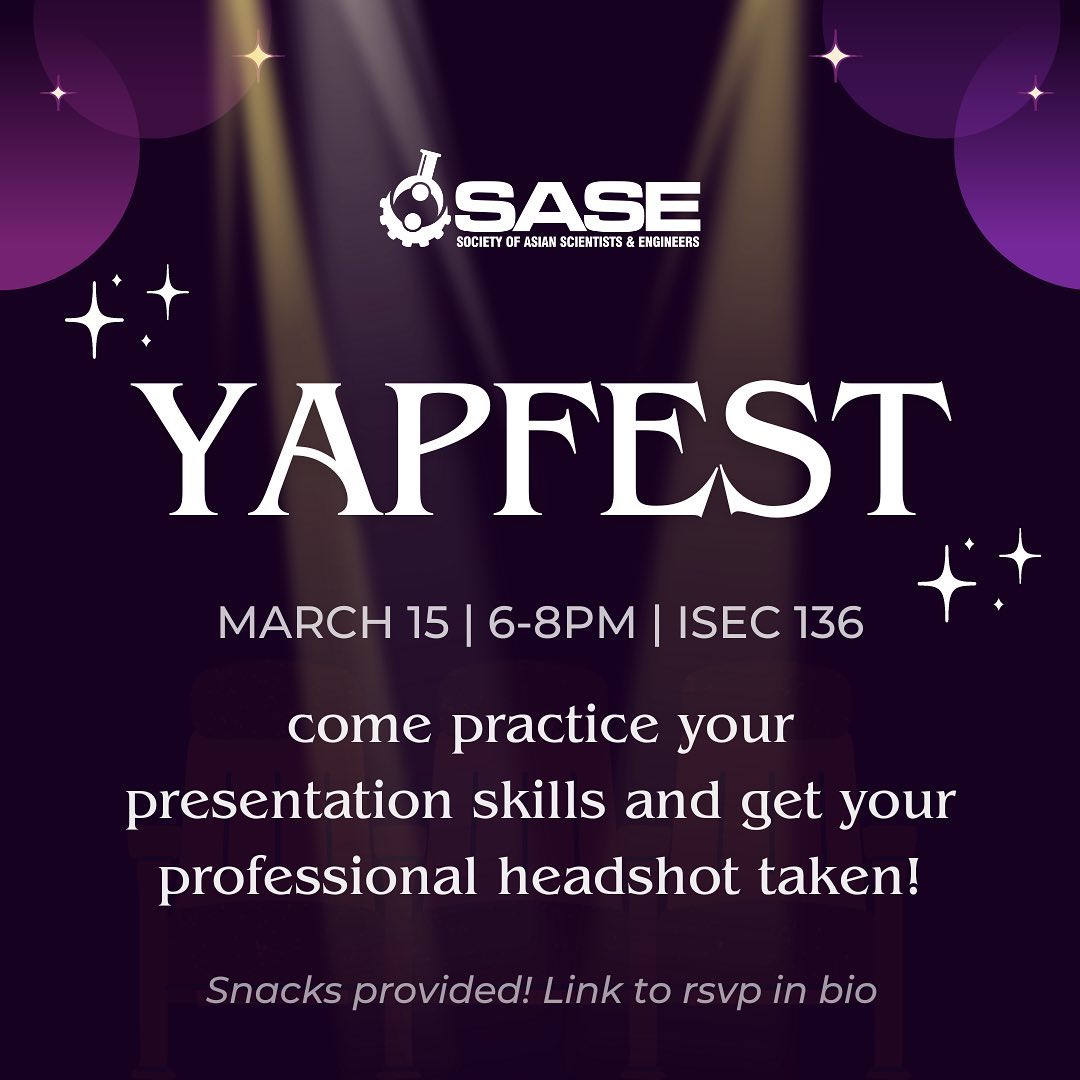 SASE
SOCIETY OF ASIAN SCIENTISTS & ENGINEERS
YAPFEST
MARCH 15 | 6-8PM | ISEC 136
come practice your
presentation skills and get your
professional headshot taken!
Snacks provided! Link to rsvp in bio